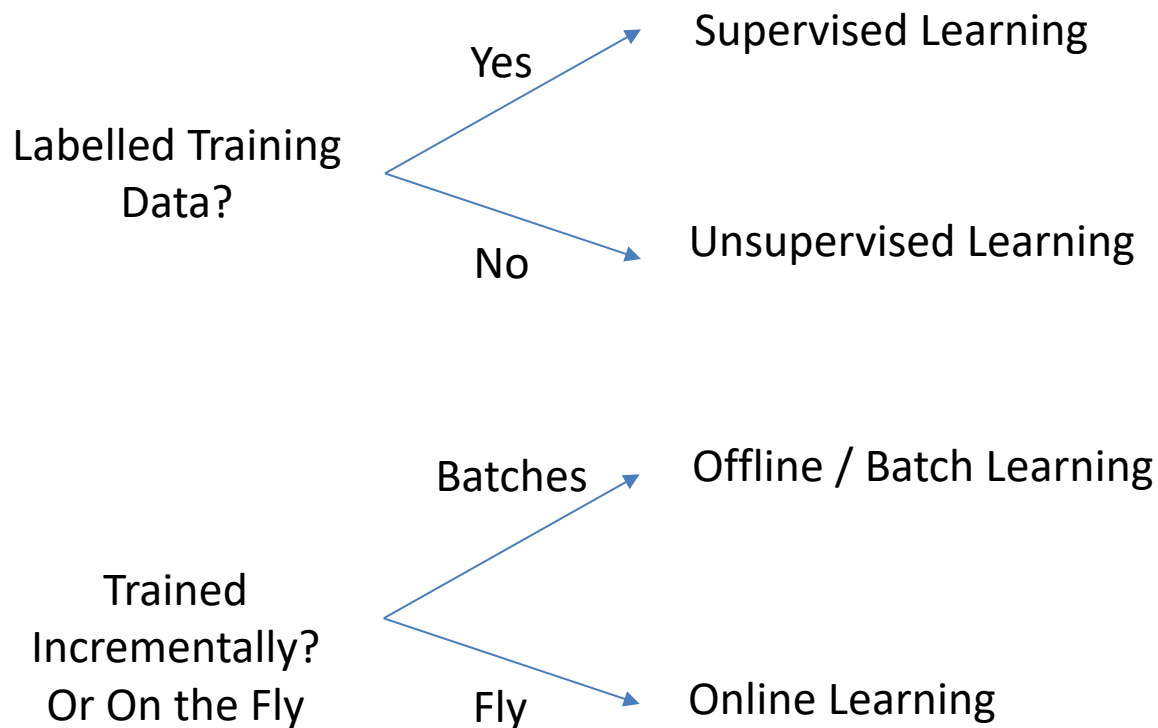 Supervised Learning
Yes
Labelled Training
Data?
Unsupervised Learning
No
Offline / Batch Learning
Batches
Trained
Incrementally?
Or On the Fly
Fly
Online Learning